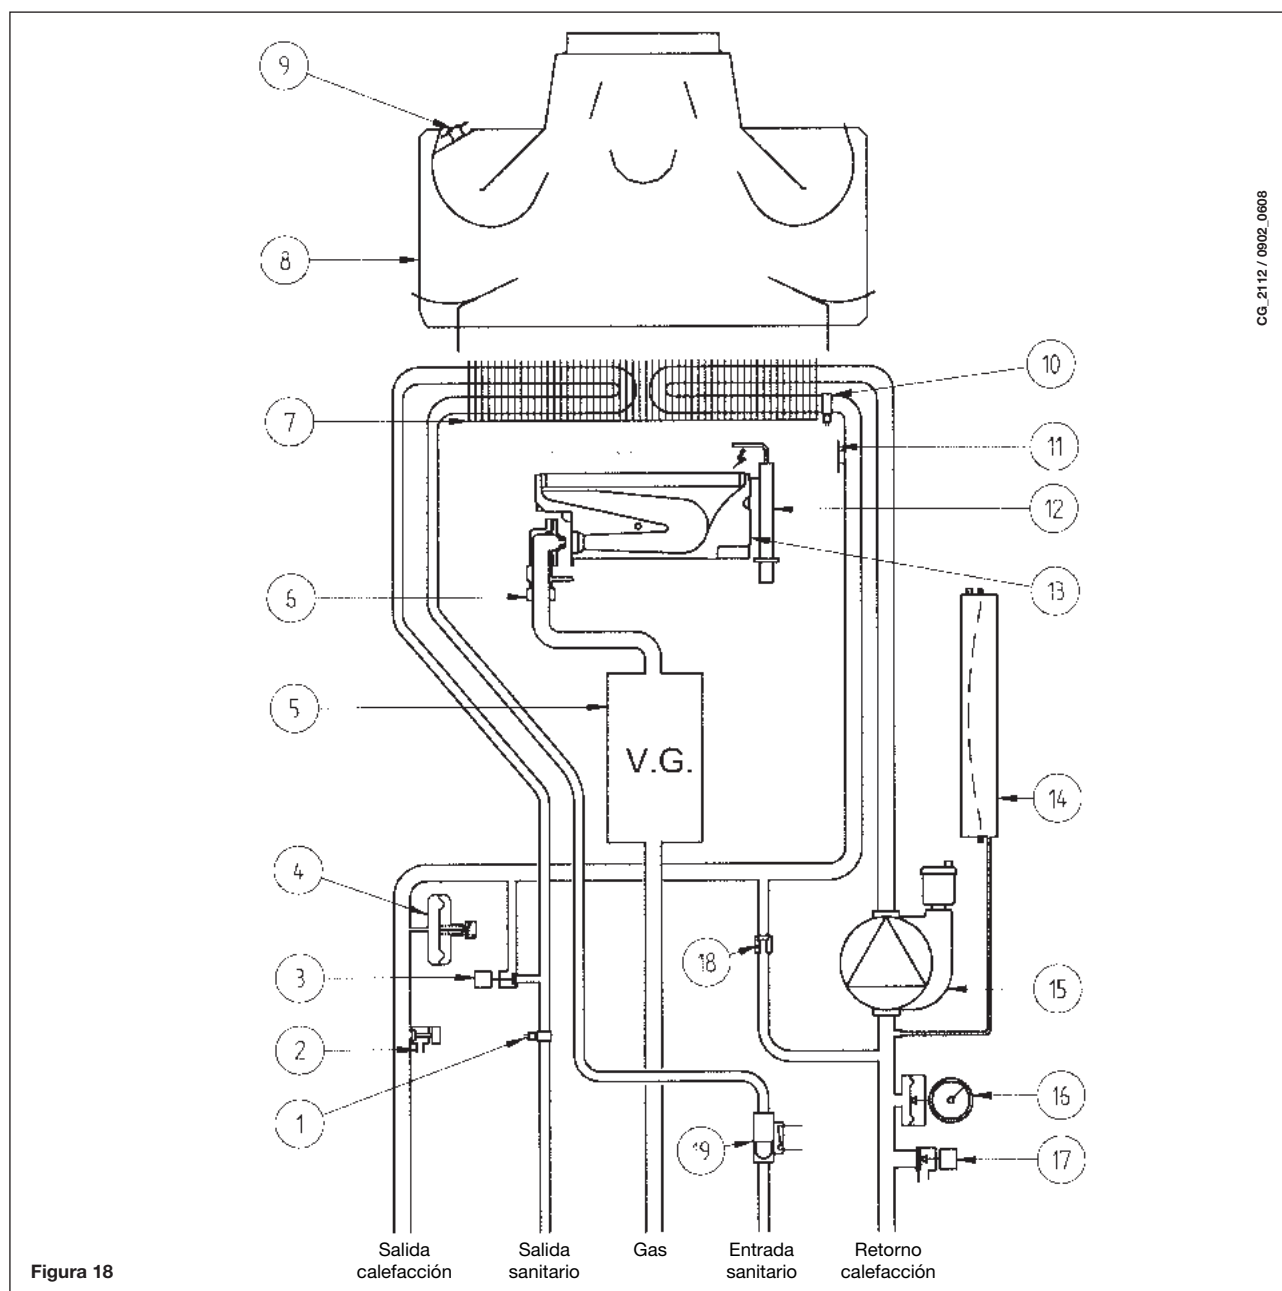 9
CG_2112 / 0902_0608
8
10
7
11
12
6
13
5
V.G.
14
4
18
3
15
2
16
1
19
17
Salida
calefacción
Salida
sanitario
Gas
Entrada
sanitario
Retorno
calefacción
Figura 18